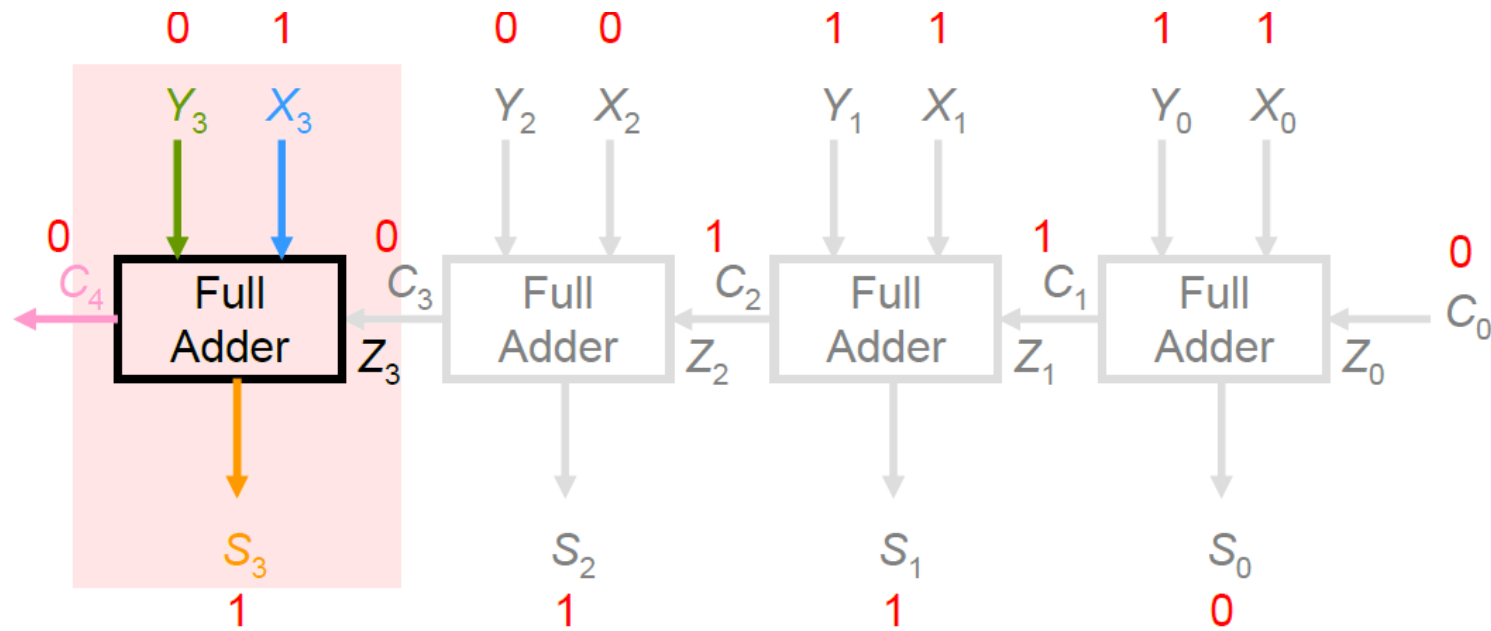 0 1 0 0 1 1 1 1
Y3 X3 Y2 X2 Y1 X1 Y0 X0
0 0 1 1 0
C4 Full C3 Full C2 Full C1 Full C0
Adder Z3 Adder Z2 Adder Z1 Adder Z0
S3 S2 S1 S0
1 1 1 0